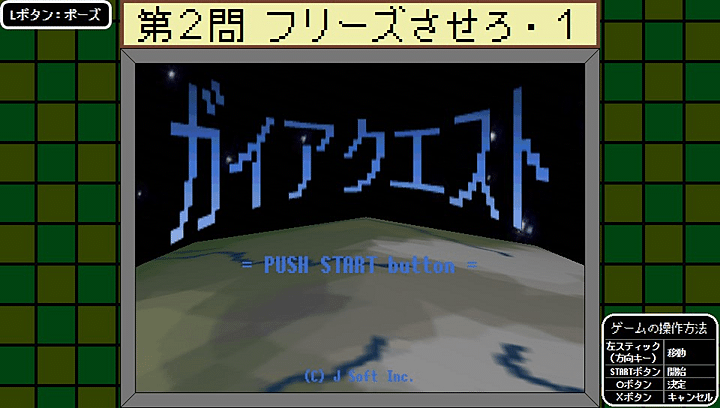 Lボタン：ポーズ
第２問 フリーズさせろ・１
ガイアクエスト
= PUSH START button =
(C) J Soft Inc.
ゲームの操作方法
左スティック
(方向キー)
移動
STARTボタン 開始
○ボタン 決定
×ボタン キャンセル